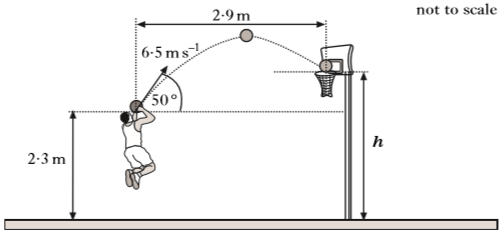 2·9 m
not to scale
6·5 m s⁻¹
50°
h
2·3 m